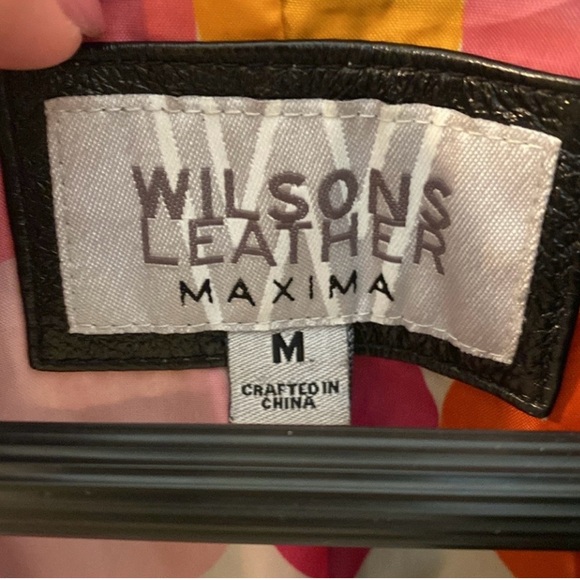 WILSONS
LEATHER
MAXIMA
M
CRAFTED IN
CHINA